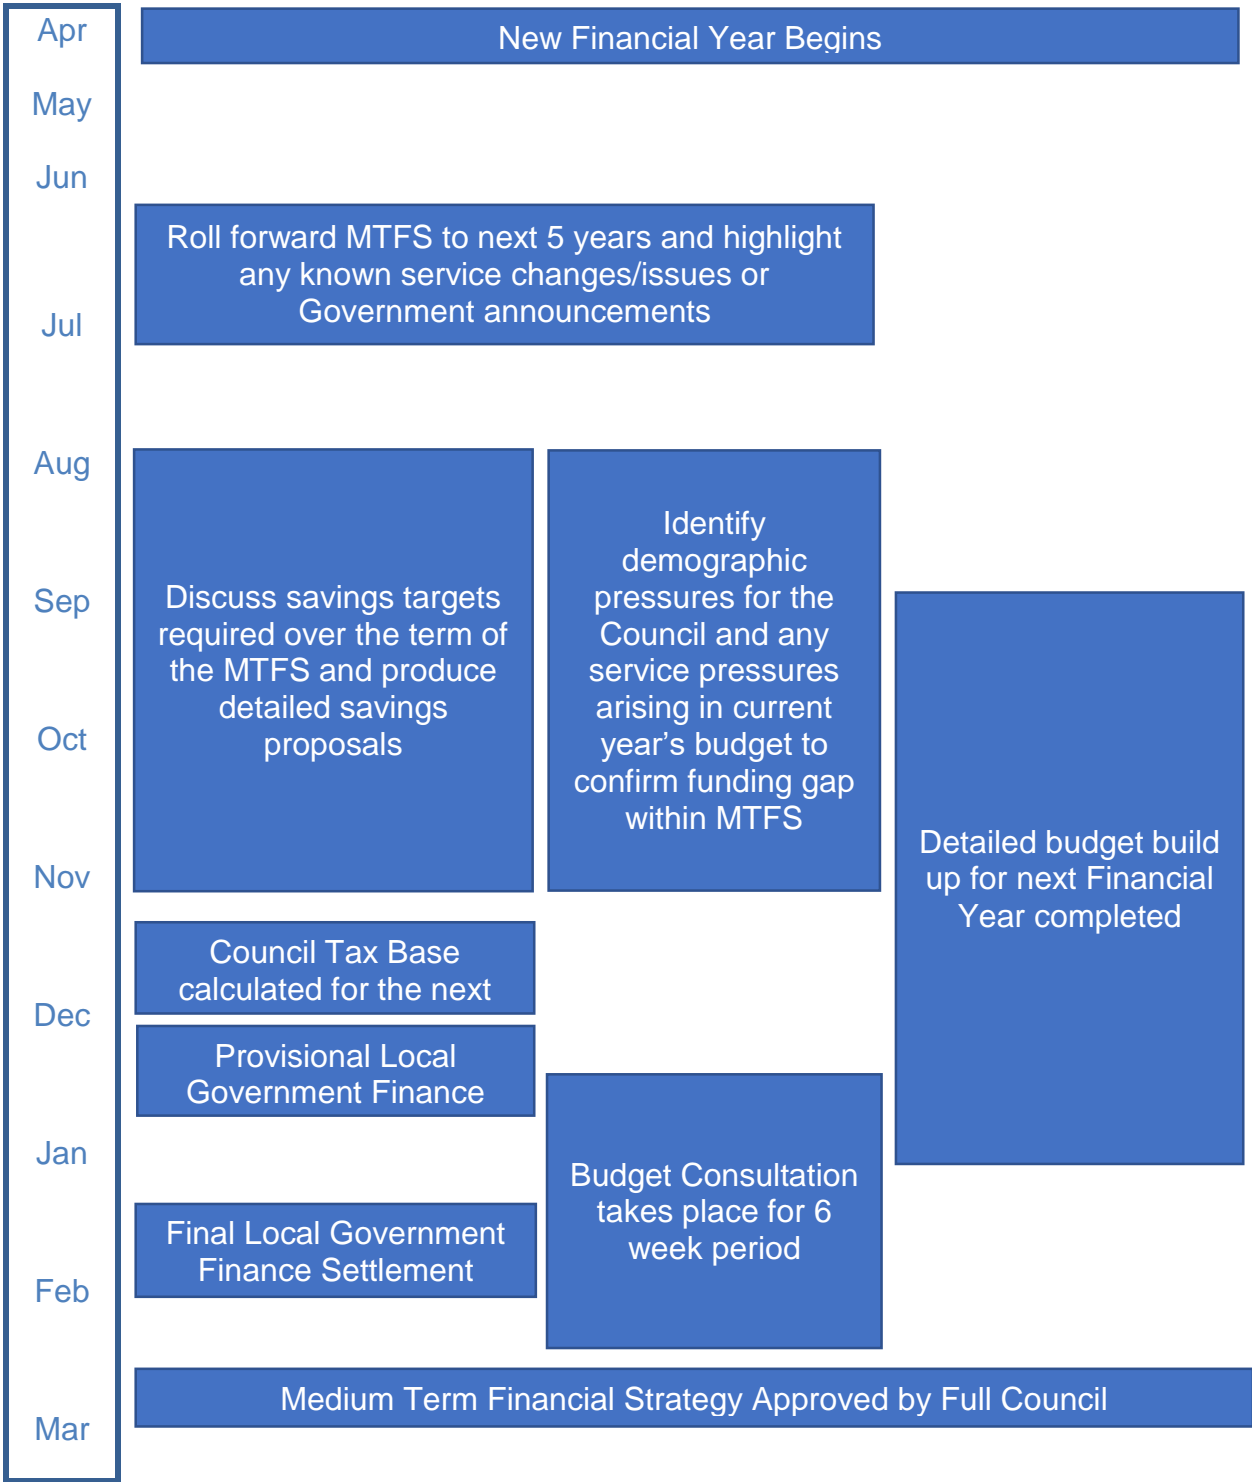 Apr
New Financial Year Begins
May
Jun
Roll forward MTFS to next 5 years and highlight
any known service changes/issues or
Government announcements
Jul
Aug
Discuss savings targets
required over the term of
the MTFS and produce
detailed savings
proposals
Identify
demographic
pressures for the
Council and any
service pressures
arising in current
year’s budget to
confirm funding gap
within MTFS
Sep
Oct
Detailed budget build
up for next Financial
Year completed
Nov
Council Tax Base
calculated for the next
Dec
Provisional Local
Government Finance
Budget Consultation
takes place for 6
week period
Jan
Final Local Government
Finance Settlement
Feb
Medium Term Financial Strategy Approved by Full Council
Mar